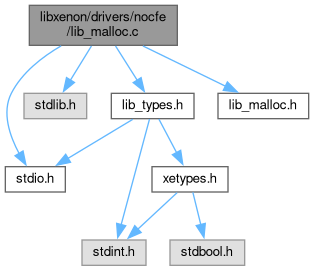 libxenon/drivers/nocfe
/lib_malloc.c
stdlib.h
lib_types.h
lib_malloc.h
stdio.h
xetypes.h
stdint.h
stdbool.h